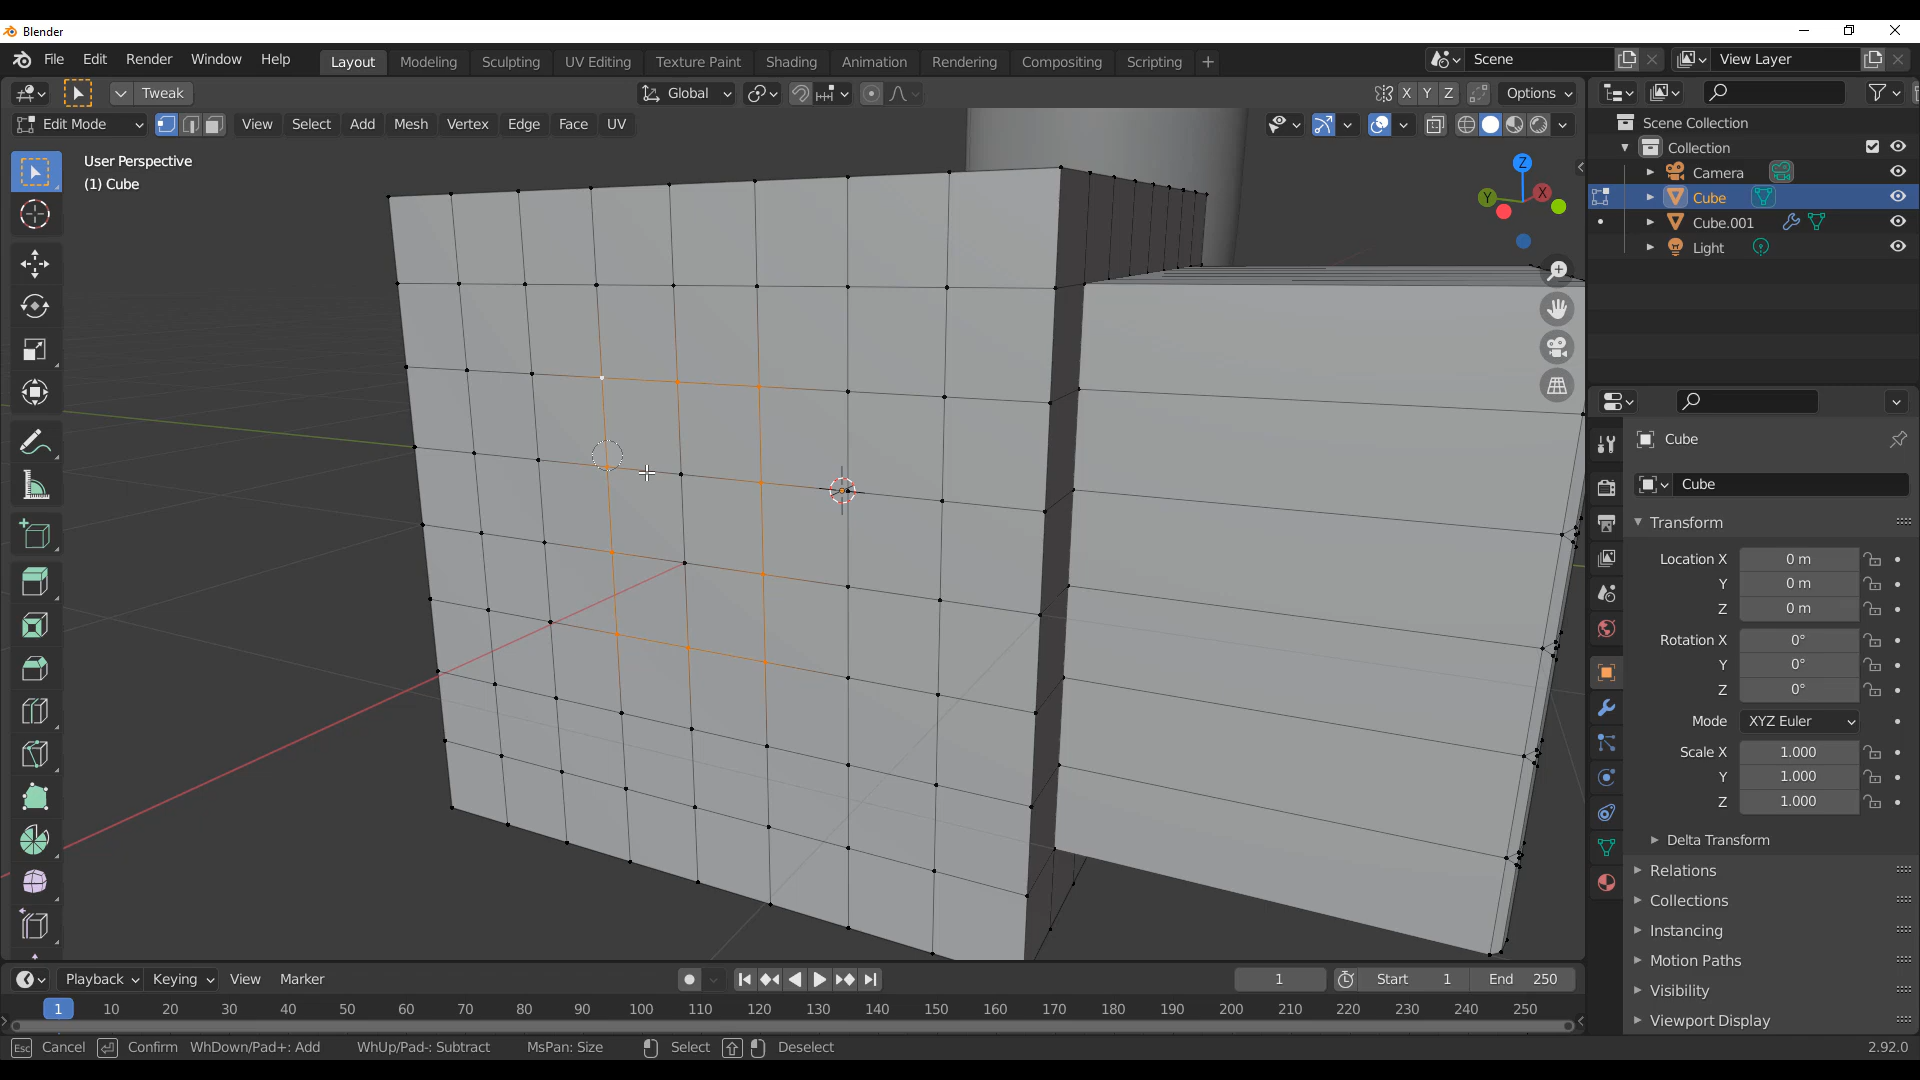 Blender
File Edit Render Window Help Layout Modeling Sculpting UV Editing Texture Paint Shading Animation Rendering Compositing Scripting + Scene View Layer
Tweak Global X Y Z Options
Edit Mode View Select Add Mesh Vertex Edge Face UV
User Perspective
(1) Cube
Z
Y X
Scene Collection
Collection
Camera
Cube
Cube.001
Light
Cube
Cube
Transform
Location X 0 m
Y 0 m
Z 0 m
Rotation X 0°
Y 0°
Z 0°
Mode XYZ Euler
Scale X 1.000
Y 1.000
Z 1.000
Delta Transform
Relations
Collections
Instancing
Motion Paths
Visibility
Viewport Display
Playback Keying View Marker 1 Start 1 End 250
1 10 20 30 40 50 60 70 80 90 100 110 120 130 140 150 160 170 180 190 200 210 220 230 240 250
Esc Cancel Confirm WhDown/Pad+: Add WhUp/Pad-: Subtract MsPan: Size Select Deselect 2.92.0